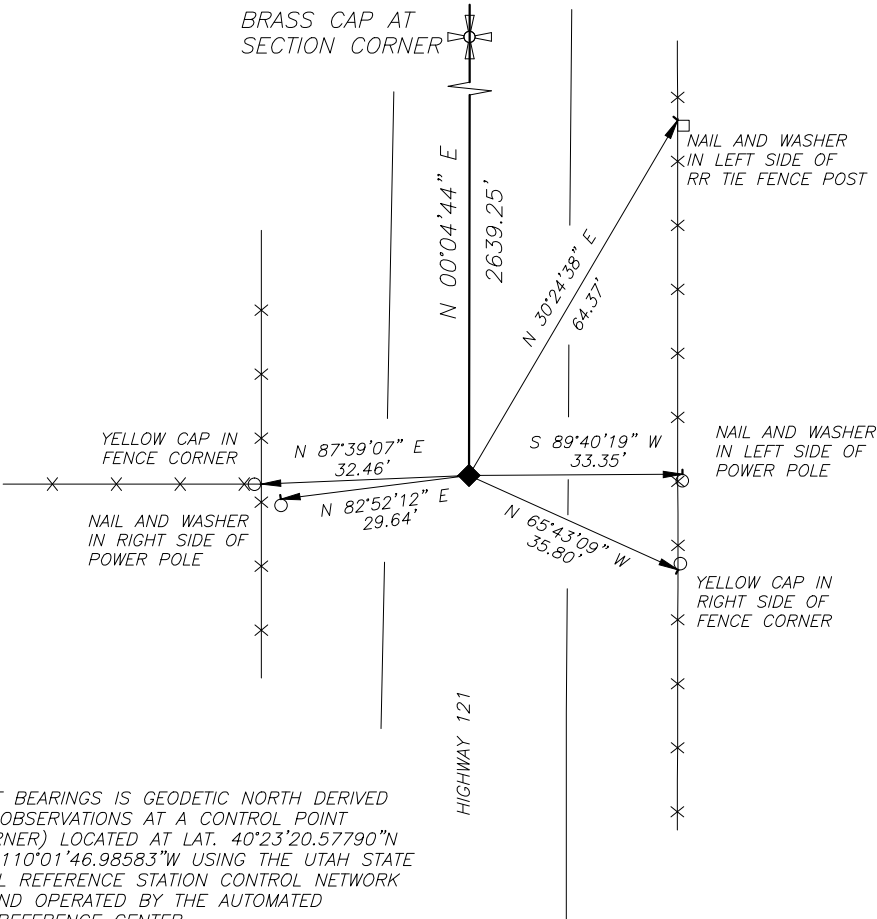 BRASS CAP AT
SECTION CORNER
N 00°04'44" E
2639.25'
NAIL AND WASHER
IN LEFT SIDE OF
RR TIE FENCE POST
N 30°24'38" E
64.37'
YELLOW CAP IN
FENCE CORNER
N 87°39'07" E
32.46'
S 89°40'19" W
33.35'
NAIL AND WASHER
IN LEFT SIDE OF
POWER POLE
NAIL AND WASHER
IN RIGHT SIDE OF
POWER POLE
N 82°52'12" E
29.64'
N 65°43'09" W
35.80'
YELLOW CAP IN
RIGHT SIDE OF
FENCE CORNER
HIGHWAY 121
BEARINGS IS GEODETIC NORTH DERIVED
OBSERVATIONS AT A CONTROL POINT
RNER) LOCATED AT LAT. 40°23'20.57790"N
110°01'46.98583"W USING THE UTAH STATE
L REFERENCE STATION CONTROL NETWORK
ND OPERATED BY THE AUTOMATED
REFERENCE CENTER